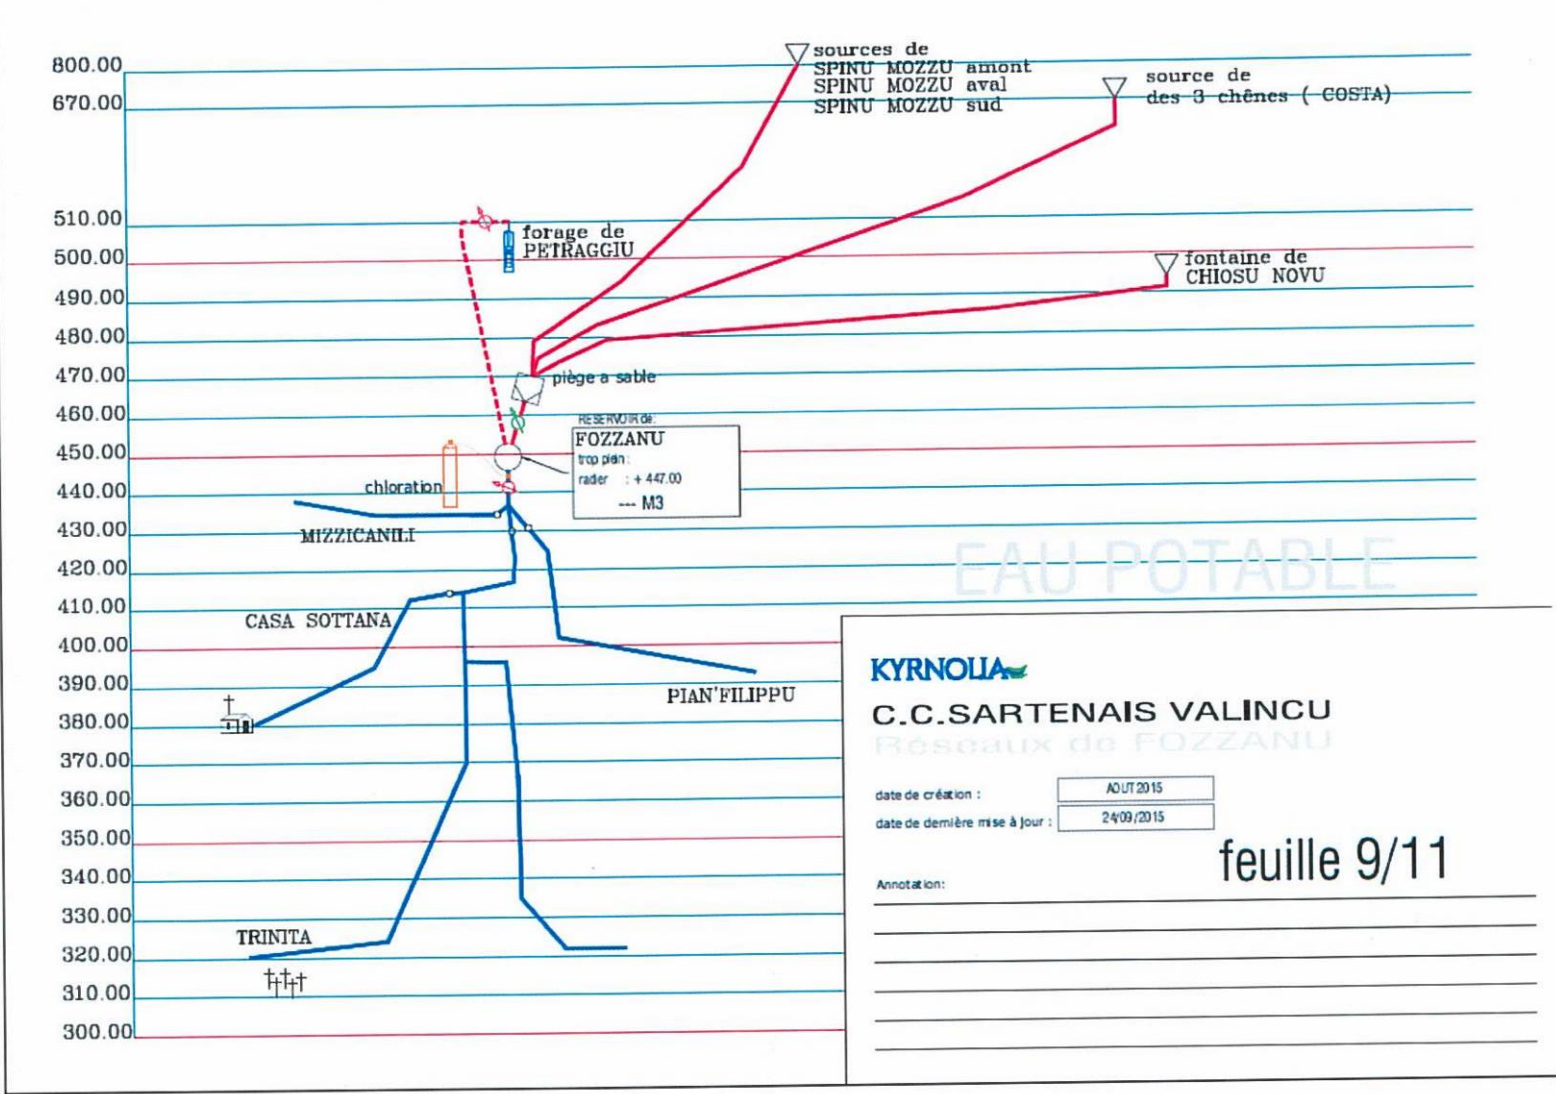 800.00
670.00
510.00
500.00
490.00
480.00
470.00
460.00
450.00
440.00
430.00
420.00
410.00
400.00
390.00
380.00
370.00
360.00
350.00
340.00
330.00
320.00
310.00
300.00
sources de
SPINU MOZZU amont
SPINU MOZZU aval
SPINU MOZZU sud
source de
des 3 chênes ( COSTA)
forage de
PETRAGGIU
fontaine de
CHIOSU NOVU
piège a sable
RESERVOIR de:
FOZZANU
trop plein :
radier : + 447.00
--- M3
chloration
MIZZICANILI
CASA SOTTANA
PIAN'FILIPPU
TRINITA
EAU POTABLE
KYRNOLIA
C.C.SARTENAIS VALINCU
Réseaux de FOZZANU
date de création :
AOUT 2015
date de dernière mise à jour :
24/09/2015
feuille 9/11
Annotation: